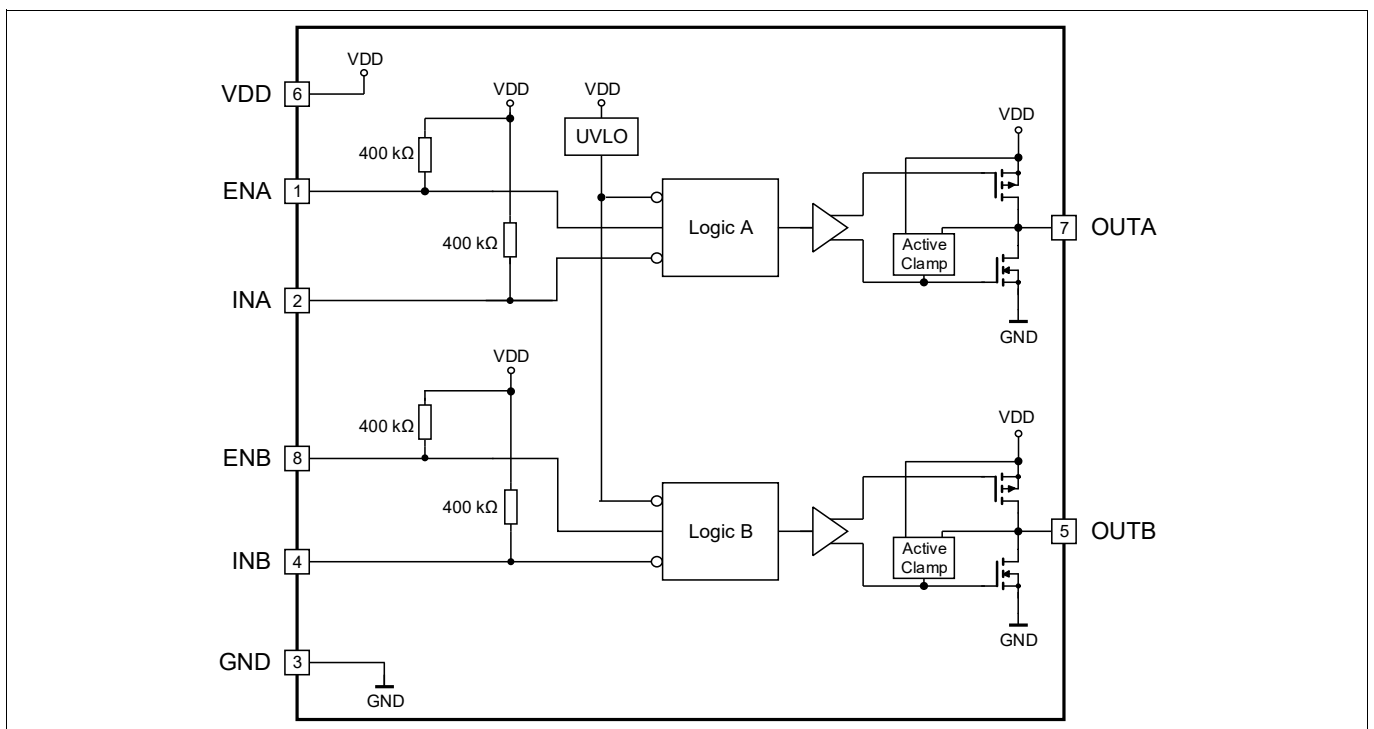 VDD
6
VDD
VDD
VDD
UVLO
400 kΩ
ENA
1
400 kΩ
INA
2
Logic A
VDD
Active
Clamp
7
OUTA
GND
VDD
400 kΩ
ENB
8
400 kΩ
INB
4
Logic B
VDD
Active
Clamp
5
OUTB
GND
GND
3
GND